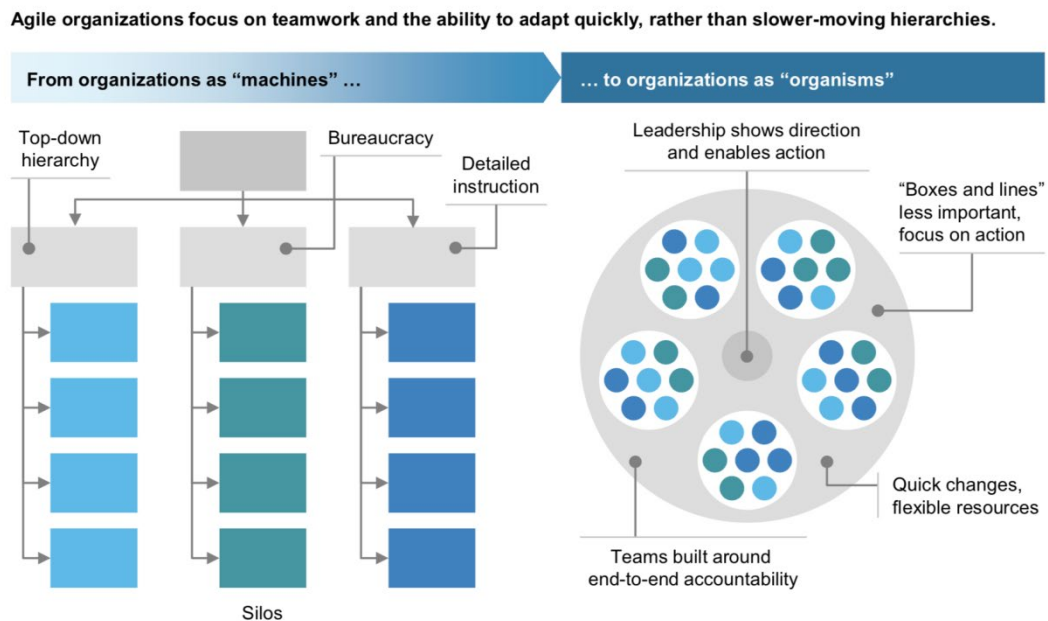 Agile organizations focus on teamwork and the ability to adapt quickly, rather than slower-moving hierarchies.
From organizations as “machines” …
… to organizations as “organisms”
Top-down
hierarchy
Bureaucracy
Detailed
instruction
Silos
Leadership shows direction
and enables action
“Boxes and lines”
less important,
focus on action
Quick changes,
flexible resources
Teams built around
end-to-end accountability